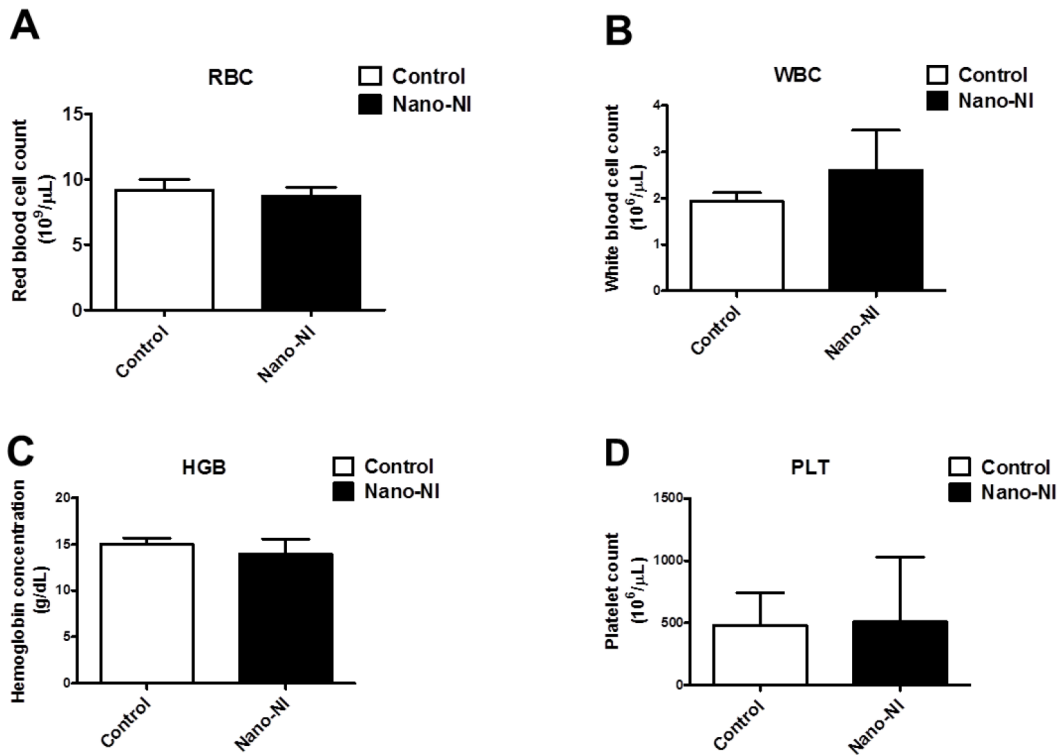 A
RBC
Control
Nano-NI
Red blood cell count
(10⁹/μL)
15
10
5
0
Control
Nano-NI
B
WBC
Control
Nano-NI
White blood cell count
(10⁶/μL)
4
3
2
1
0
Control
Nano-NI
C
HGB
Control
Nano-NI
Hemoglobin concentration
(g/dL)
20
15
10
5
0
Control
Nano-NI
D
PLT
Control
Nano-NI
Platelet count
(10⁶/μL)
1500
1000
500
0
Control
Nano-NI